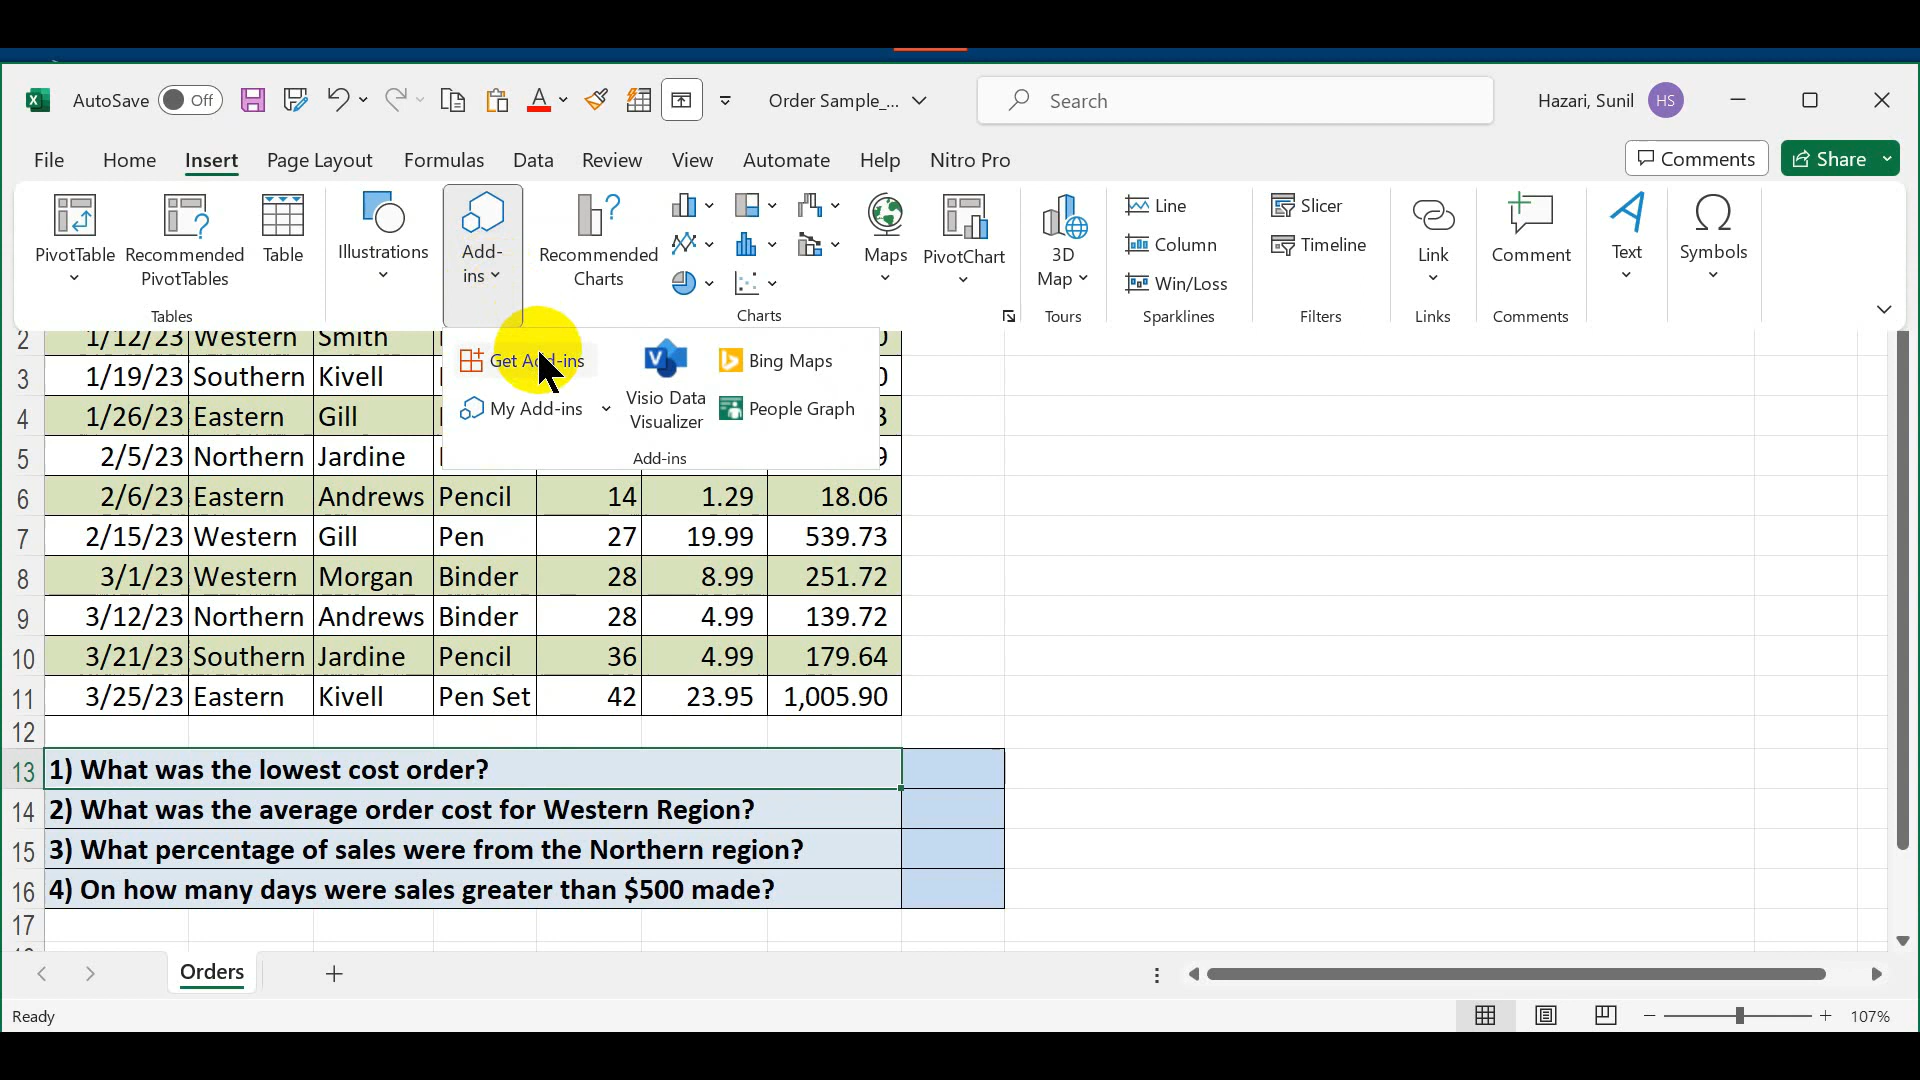 AutoSave Off Order Sample_... Search Hazari, Sunil HS
File Home Insert Page Layout Formulas Data Review View Automate Help Nitro Pro Comments Share
PivotTable Recommended PivotTables Table Illustrations Add-ins Recommended Charts Maps PivotChart 3D Map Line Column Win/Loss Slicer Timeline Link Comment Text Symbols
Tables Charts Tours Sparklines Filters Links Comments
Get Add-ins Visio Data Visualizer Bing Maps
My Add-ins People Graph
Add-ins
2 1/12/23 Western Smith
3 1/19/23 Southern Kivell
4 1/26/23 Eastern Gill
5 2/5/23 Northern Jardine
6 2/6/23 Eastern Andrews Pencil 14 1.29 18.06
7 2/15/23 Western Gill Pen 27 19.99 539.73
8 3/1/23 Western Morgan Binder 28 8.99 251.72
9 3/12/23 Northern Andrews Binder 28 4.99 139.72
10 3/21/23 Southern Jardine Pencil 36 4.99 179.64
11 3/25/23 Eastern Kivell Pen Set 42 23.95 1,005.90
12
13 1) What was the lowest cost order?
14 2) What was the average order cost for Western Region?
15 3) What percentage of sales were from the Northern region?
16 4) On how many days were sales greater than $500 made?
17
Orders
Ready 107%